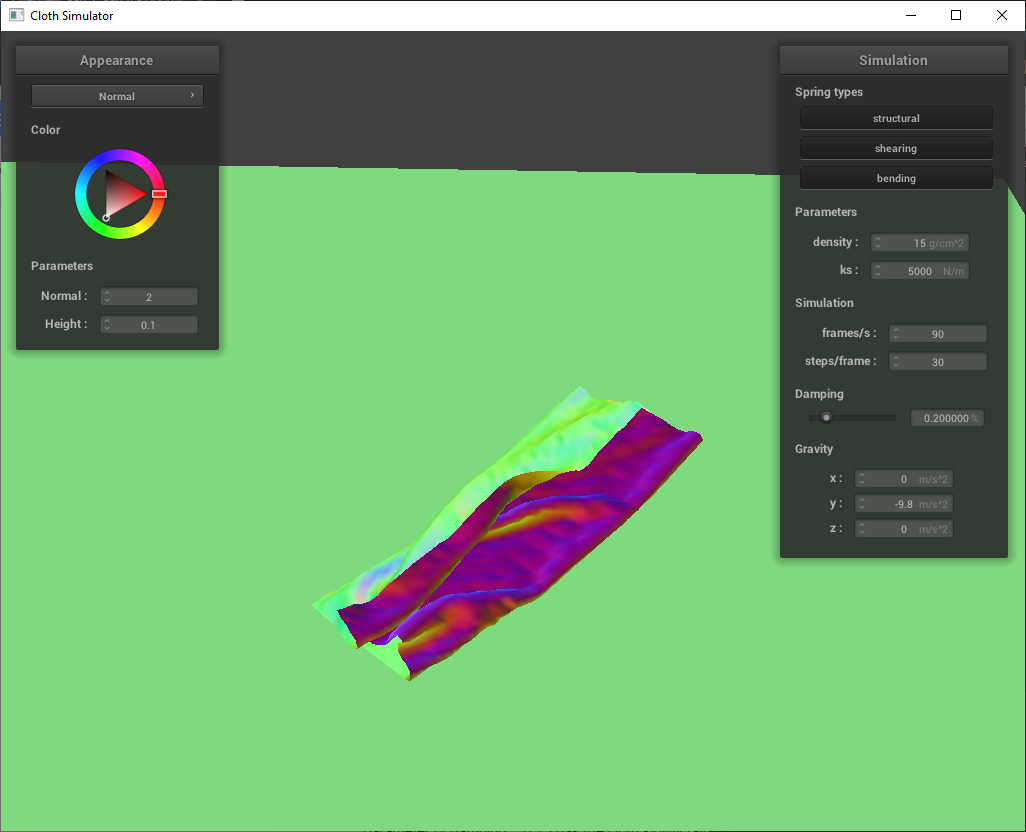 Cloth Simulator
Appearance
Normal
Color
Parameters
Normal : 2
Height : 0.1
Simulation
Spring types
structural
shearing
bending
Parameters
density : 15 g/cm^2
ks : 5000 N/m
Simulation
frames/s : 90
steps/frame : 30
Damping
0.200000 %
Gravity
x : 0 m/s^2
y : -9.8 m/s^2
z : 0 m/s^2